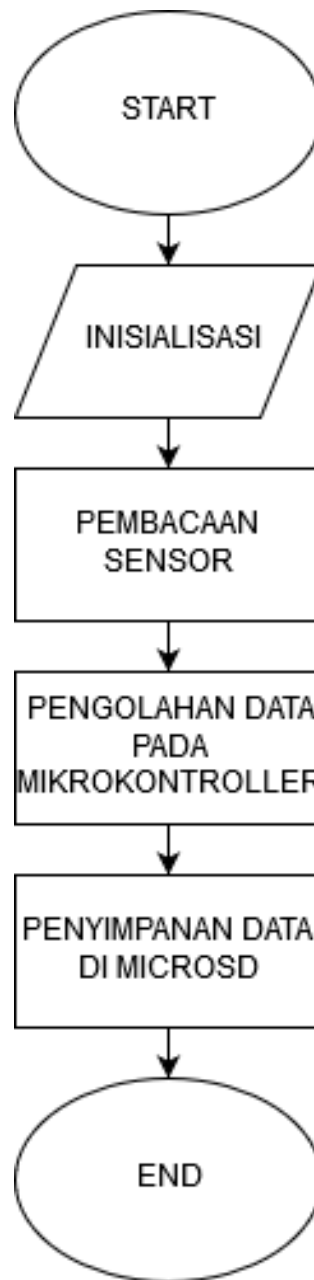 START
INISIALISASI
PEMBACAAN
SENSOR
PENGOLAHAN DATA
PADA
MIKROKONTROLLER
PENYIMPANAN DATA
DI MICROSD
END